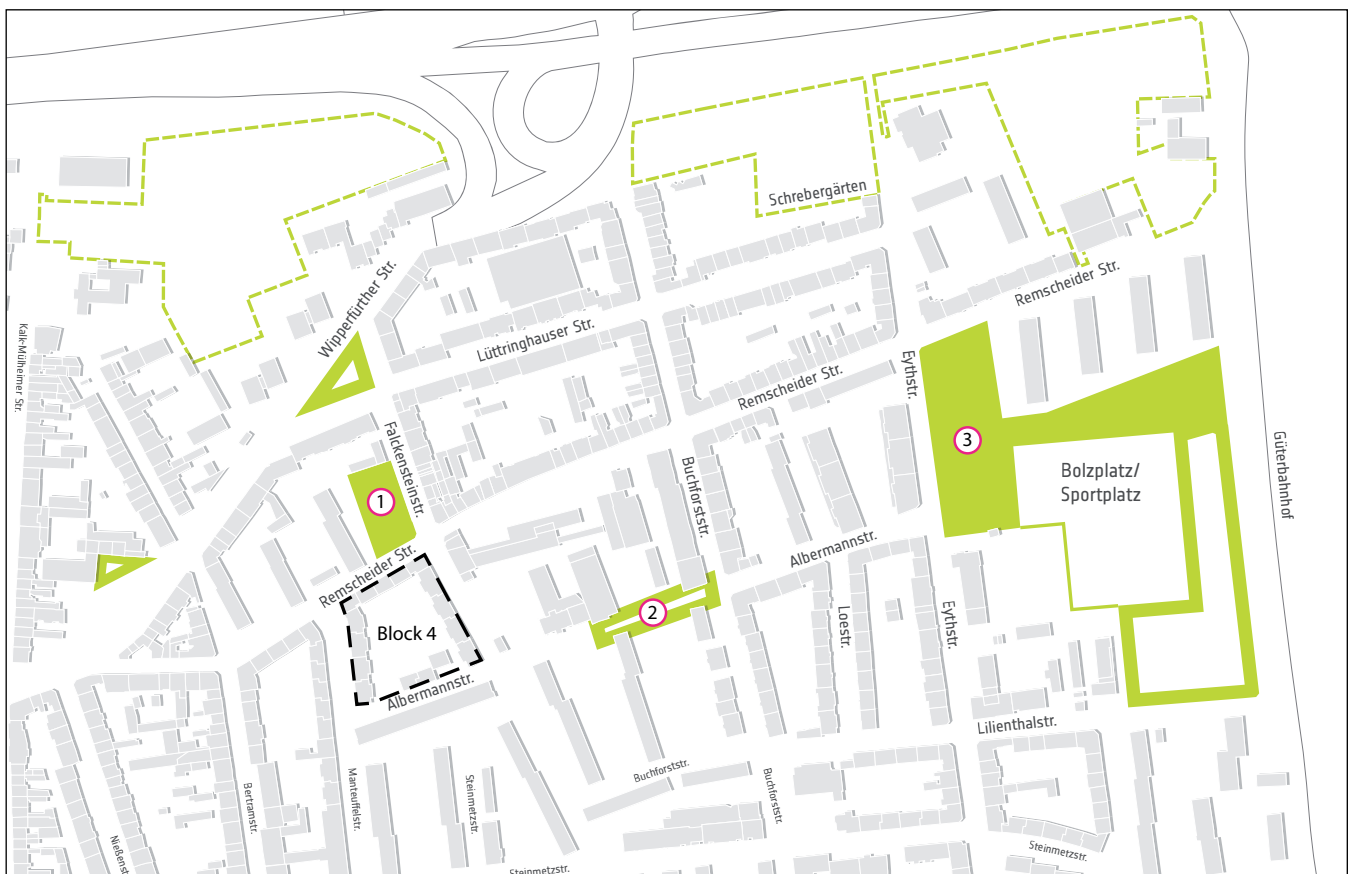 Schrebergärten
Wipperfürther Str.
Remscheider Str.
Lüttringhauser Str.
Kalk-Mülheimer Str.
Remscheider Str.
Eythstr.
Falckensteinstr.
3
Bolzplatz/
Sportplatz
Güterbahnhof
1
Buchforststr.
Albermannstr.
Remscheider Str.
2
Block 4
Loestr.
Eythstr.
Albermannstr.
Lilienthalstr.
Buchforststr.
Buchforststr.
Bertramstr.
Manteuffelstr.
Steinmetzstr.
Nießenst
Steinmetzstr.
Steinmetzstr.